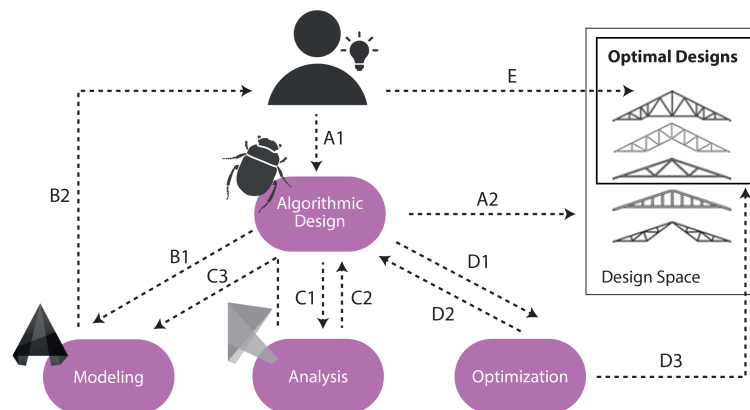 Optimal Designs
E
A1
B2
Algorithmic
Design
A2
B1
C3
D1
C1
C2
D2
Design Space
Modeling
Analysis
Optimization
D3